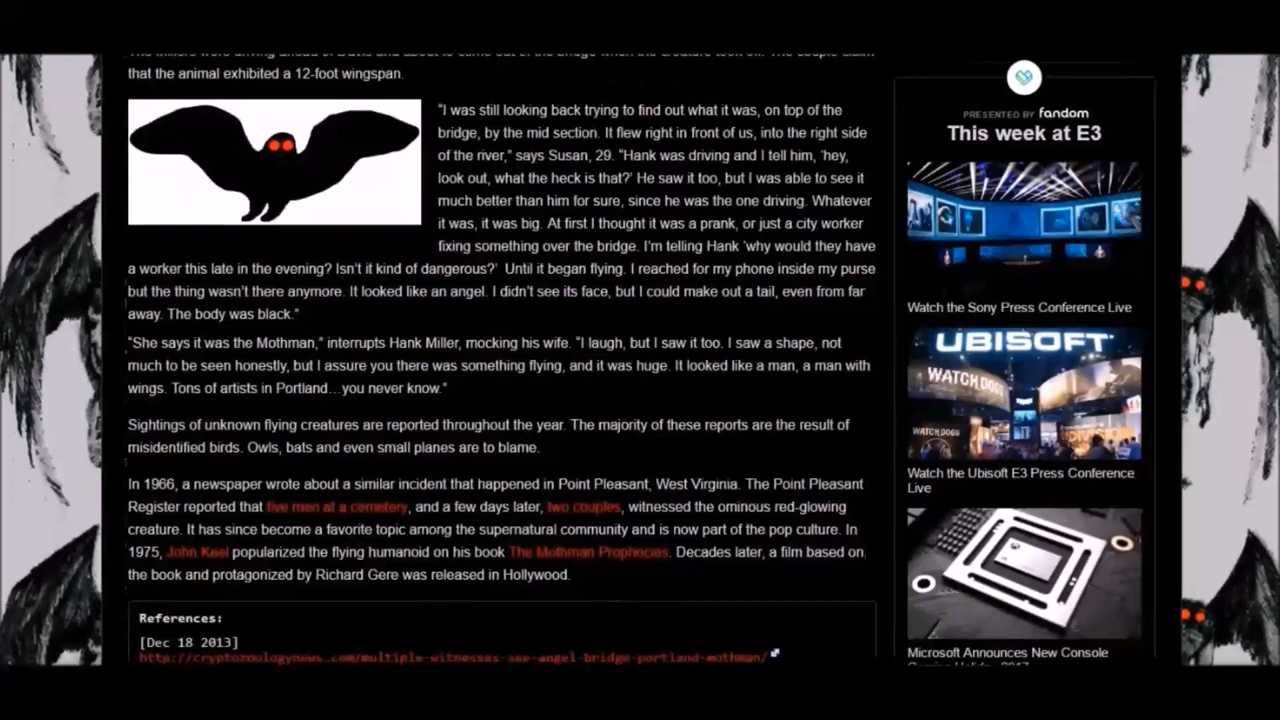 that the animal exhibited a 12-foot wingspan.
"I was still looking back trying to find out what it was, on top of the
bridge, by the mid section. It flew right in front of us, into the right side
of the river," says Susan, 29. "Hank was driving and I tell him, 'hey,
look out, what the heck is that?' He saw it too, but I was able to see it
much better than him for sure, since he was the one driving. Whatever
it was, it was big. At first I thought it was a prank, or just a city worker
fixing something over the bridge. I'm telling Hank 'why would they have
a worker this late in the evening? Isn't it kind of dangerous?' Until it began flying. I reached for my phone inside my purse
but the thing wasn't there anymore. It looked like an angel. I didn't see its face, but I could make out a tail, even from far
away. The body was black."
"She says it was the Mothman," interrupts Hank Miller, mocking his wife. "I laugh, but I saw it too. I saw a shape, not
much to be seen honestly, but I assure you there was something flying, and it was huge. It looked like a man, a man with
wings. Tons of artists in Portland…you never know."
Sightings of unknown flying creatures are reported throughout the year. The majority of these reports are the result of
misidentified birds. Owls, bats and even small planes are to blame.
In 1966, a newspaper wrote about a similar incident that happened in Point Pleasant, West Virginia. The Point Pleasant
Register reported that five men at a cemetery, and a few days later, two couples, witnessed the ominous red-glowing
creature. It has since become a favorite topic among the supernatural community and is now part of the pop culture. In
1975, John Keel popularized the flying humanoid on his book The Mothman Prophecies. Decades later, a film based on
the book and protagonized by Richard Gere was released in Hollywood.
References:
[Dec 18 2013]
http://cryptozoologynews.com/multiple-witnesses-see-angel-bridge-portland-mothman/
PRESENTED BY fandom
This week at E3
Watch the Sony Press Conference Live
UBISOFT
WATCH DOGS
WATCH DOGS
DIVISION
Watch the Ubisoft E3 Press Conference
Live
Microsoft Announces New Console